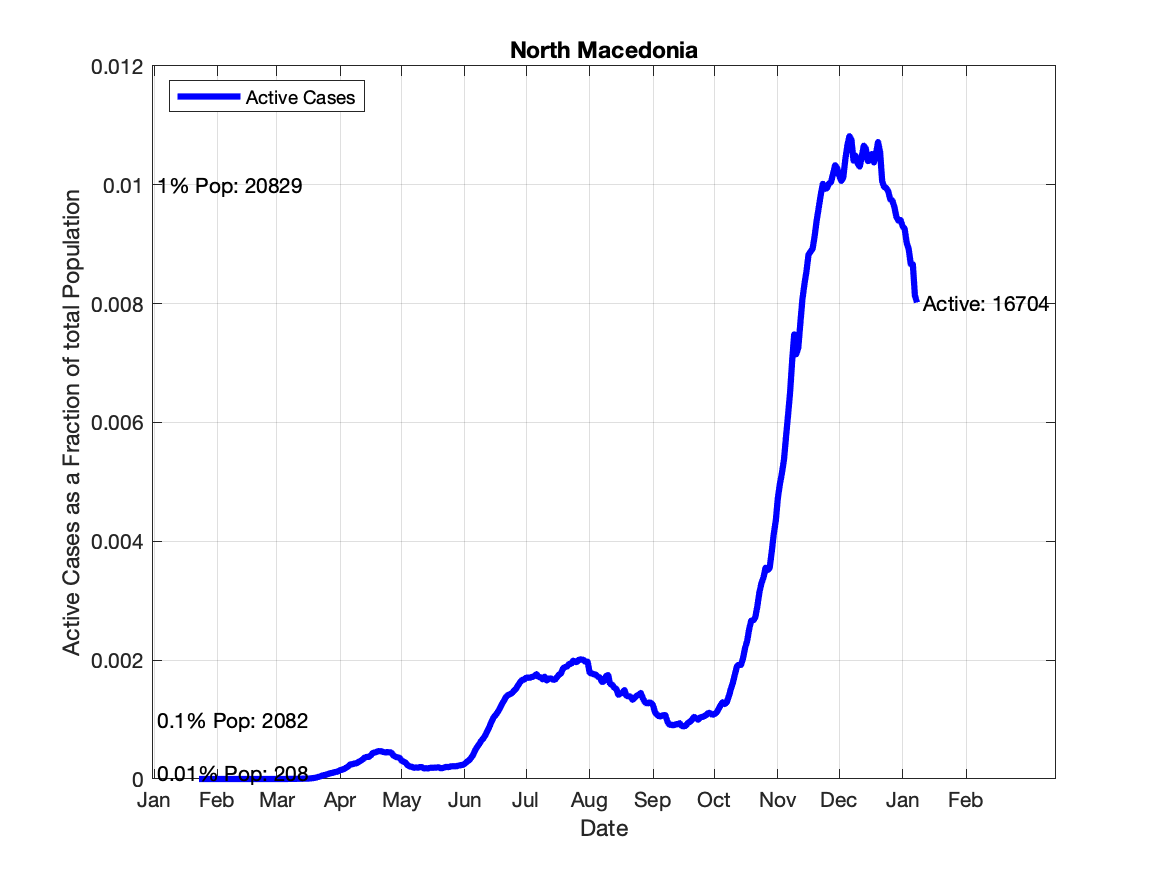 North Macedonia
0.012
Active Cases
0.01
1% Pop: 20829
0.008
Active: 16704
0.006
0.004
0.002
0.1% Pop: 2082
0
0.01% Pop: 208
Jan Feb Mar Apr May Jun Jul Aug Sep Oct Nov Dec Jan Feb
Date
Active Cases as a Fraction of total Population